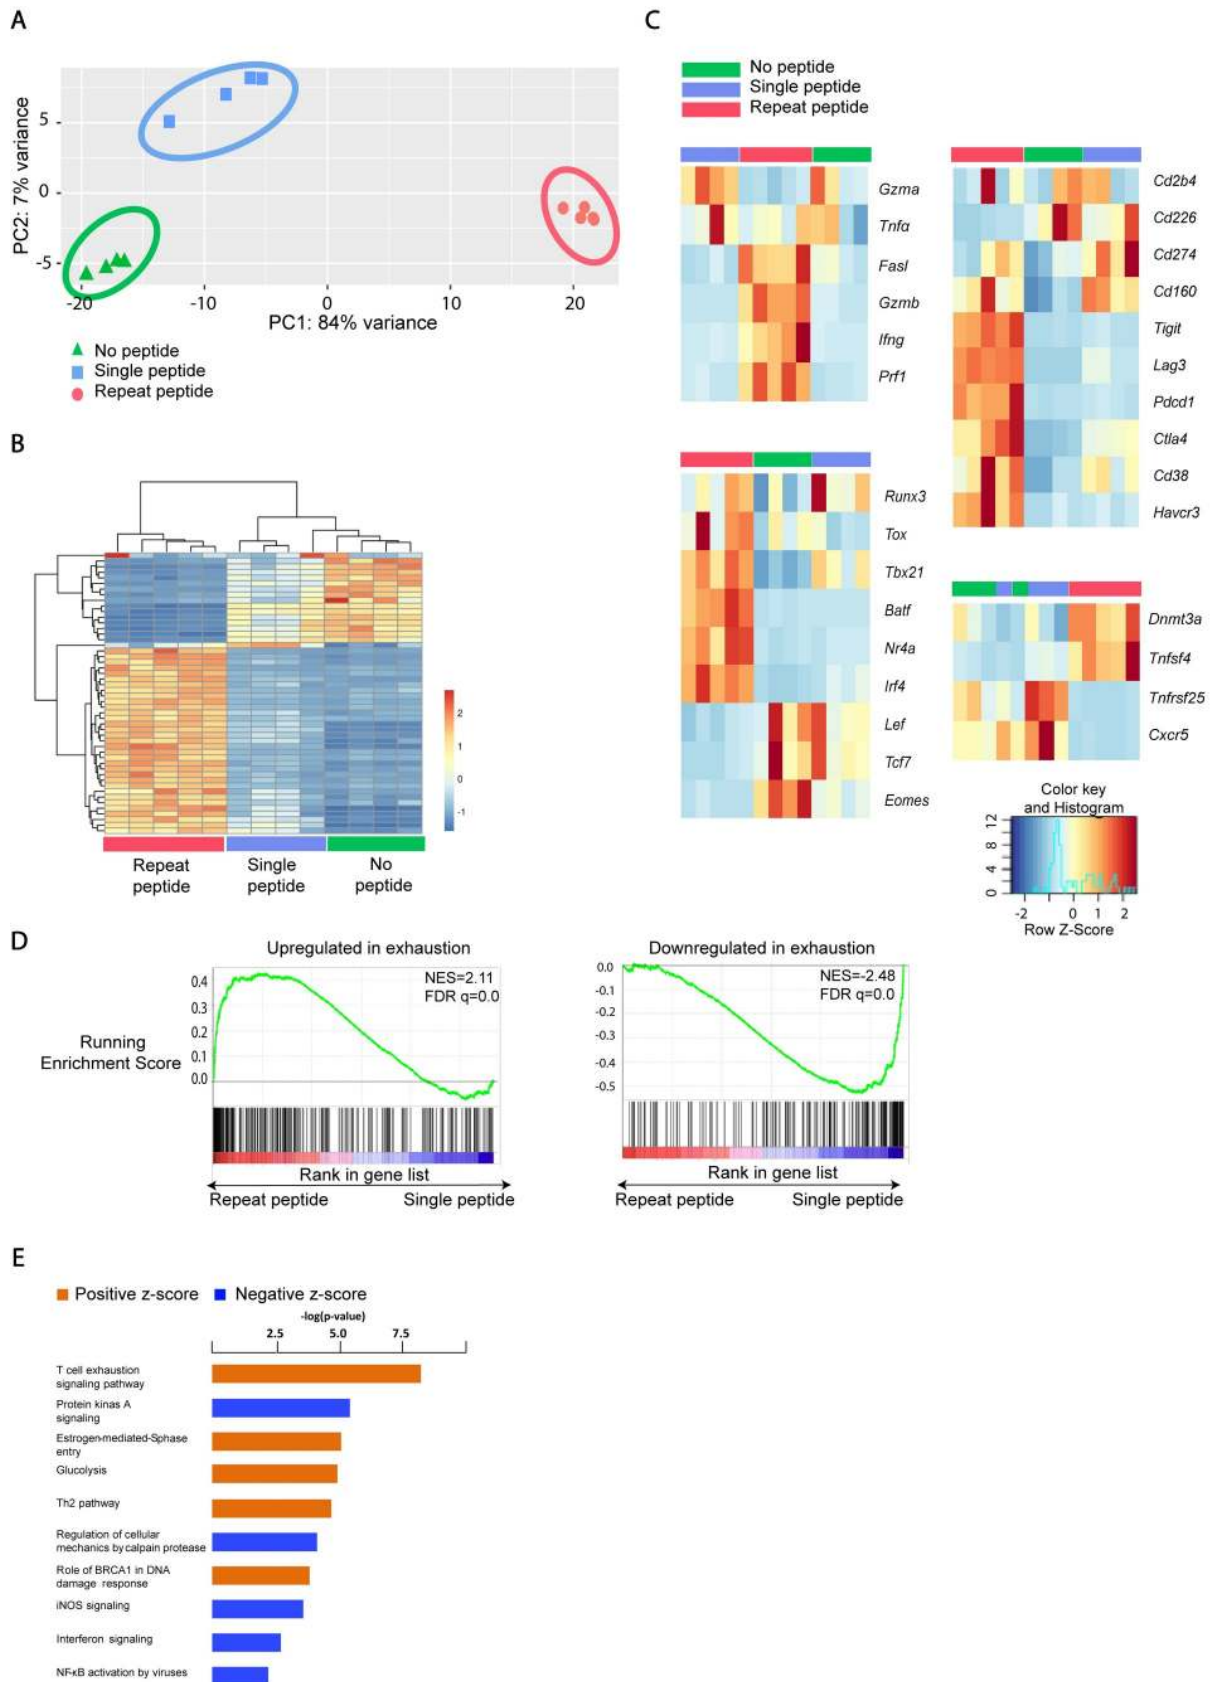 A
PC2: 7% variance
5
0
-5
-20
-10
0
10
20
PC1: 84% variance
No peptide
Single peptide
Repeat peptide
B
2
1
0
-1
Repeat
peptide
Single
peptide
No
peptide
C
No peptide
Single peptide
Repeat peptide
Gzma
Tnfα
Fasl
Gzmb
Ifng
Prf1
Cd2b4
Cd226
Cd274
Cd160
Tigit
Lag3
Pdcd1
Ctla4
Cd38
Havcr3
Runx3
Tox
Tbx21
Batf
Nr4a
Irf4
Lef
Tcf7
Eomes
Dnmt3a
Tnfsf4
Tnfrsf25
Cxcr5
Color key
and Histogram
12
8
4
0
-2
0
1
2
Row Z-Score
D
Running
Enrichment Score
Upregulated in exhaustion
NES=2.11
FDR q=0.0
0.4
0.3
0.2
0.1
0.0
Rank in gene list
Repeat peptide
Single peptide
Downregulated in exhaustion
NES=-2.48
FDR q=0.0
0.0
-0.1
-0.2
-0.3
-0.4
-0.5
Rank in gene list
Repeat peptide
Single peptide
E
Positive z-score
Negative z-score
-log(p-value)
2.5
5.0
7.5
T cell exhaustion
signaling pathway
Protein kinas A
signaling
Estrogen-mediated-Sphase
entry
Glucolysis
Th2 pathway
Regulation of cellular
mechanics by calpain protease
Role of BRCA1 in DNA
damage response
iNOS signaling
Interferon signaling
NF-κB activation by viruses